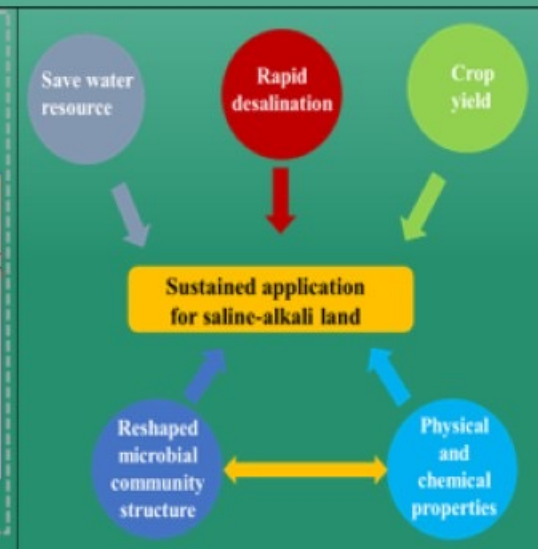 Save water
resource
Rapid
desalination
Crop
yield
Sustained application
for saline-alkali land
Reshaped
microbial
community
structure
Physical
and
chemical
properties